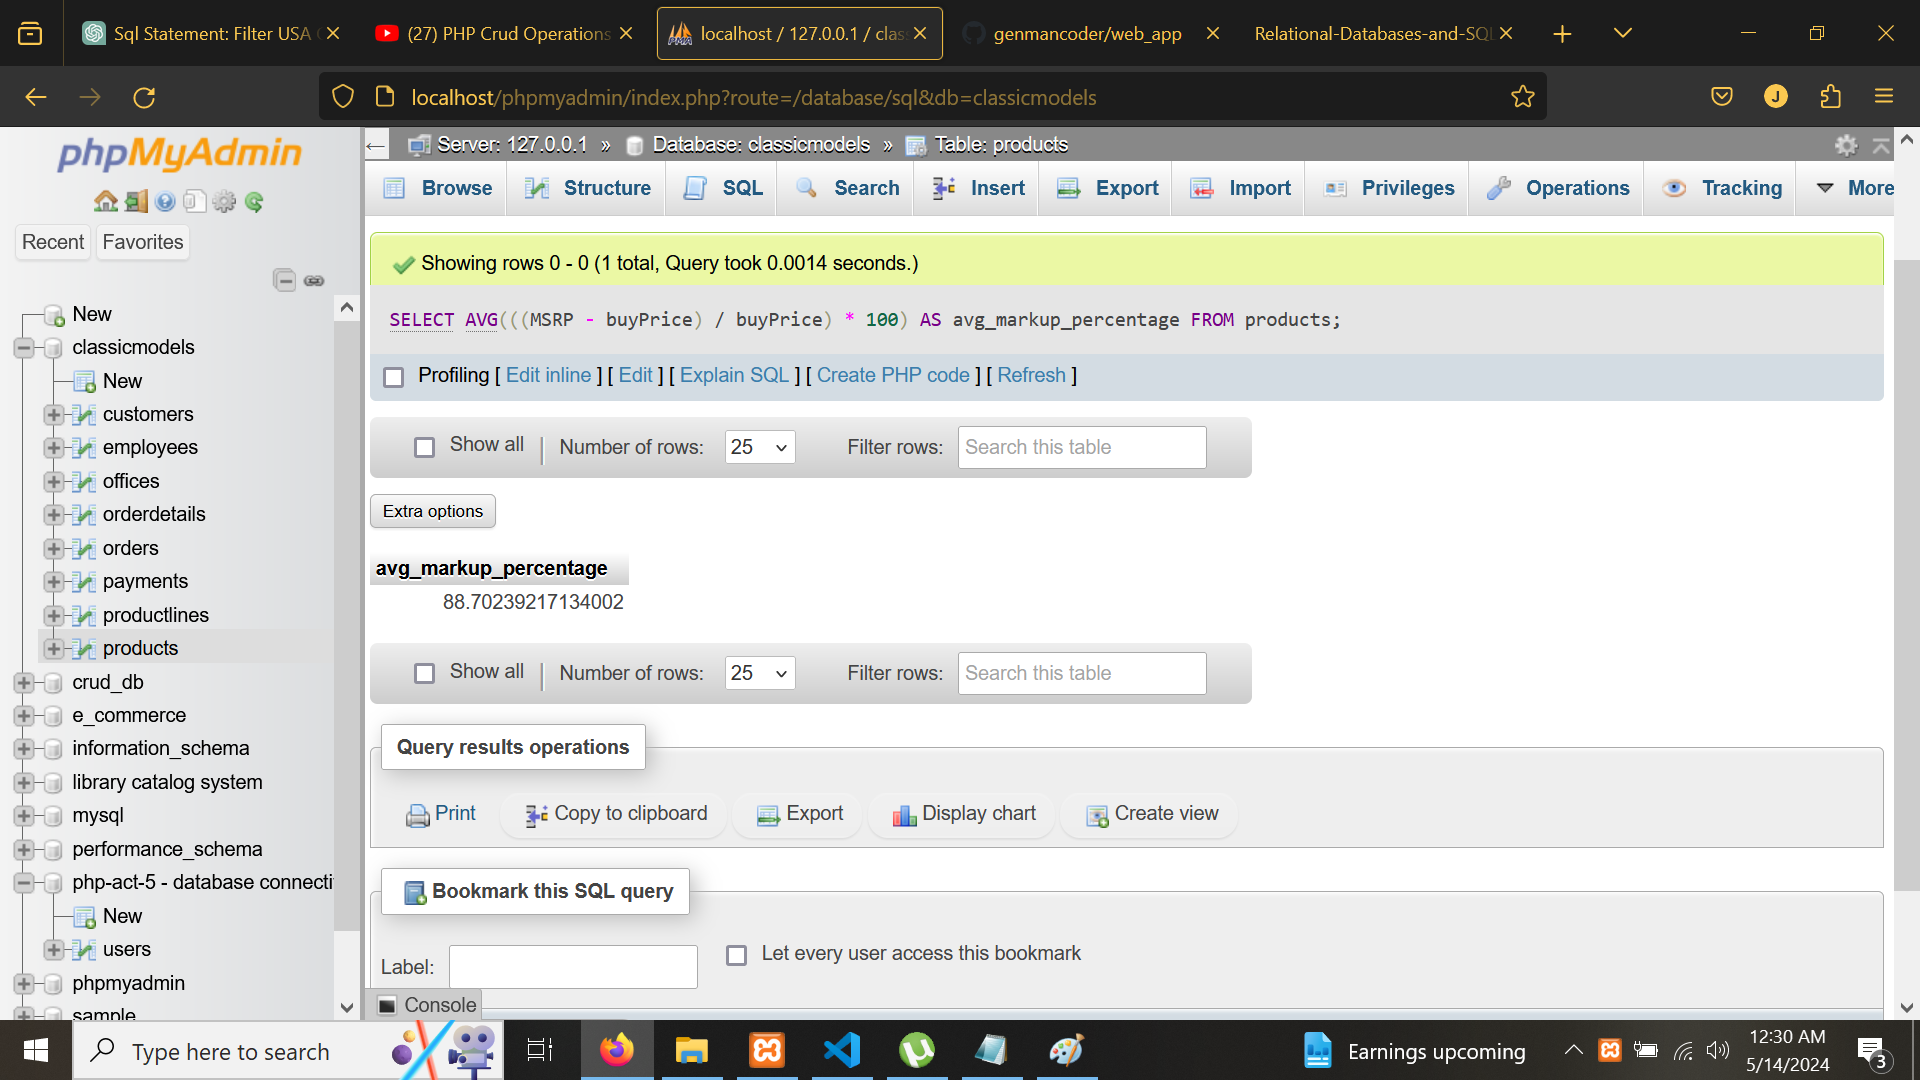 Sql Statement: Filter USA
(27) PHP Crud Operations
localhost / 127.0.0.1 / clas
genmancoder/web_app
Relational-Databases-and-SQL
localhost/phpmyadmin/index.php?route=/database/sql&db=classicmodels
J
phpMyAdmin
Recent
Favorites
New
classicmodels
New
customers
employees
offices
orderdetails
orders
payments
productlines
products
crud_db
e_commerce
information_schema
library catalog system
mysql
performance_schema
php-act-5 - database connecti
New
users
phpmyadmin
sample
Server: 127.0.0.1 » Database: classicmodels » Table: products
Browse
Structure
SQL
Search
Insert
Export
Import
Privileges
Operations
Tracking
More
Showing rows 0 - 0 (1 total, Query took 0.0014 seconds.)
SELECT AVG(((MSRP - buyPrice) / buyPrice) * 100) AS avg_markup_percentage FROM products;
Profiling [ Edit inline ] [ Edit ] [ Explain SQL ] [ Create PHP code ] [ Refresh ]
Show all | Number of rows: 25 Filter rows: Search this table
Extra options
avg_markup_percentage
88.70239217134002
Show all | Number of rows: 25 Filter rows: Search this table
Query results operations
Print
Copy to clipboard
Export
Display chart
Create view
Bookmark this SQL query
Label:
Let every user access this bookmark
Console
Type here to search
Earnings upcoming
12:30 AM
5/14/2024
3